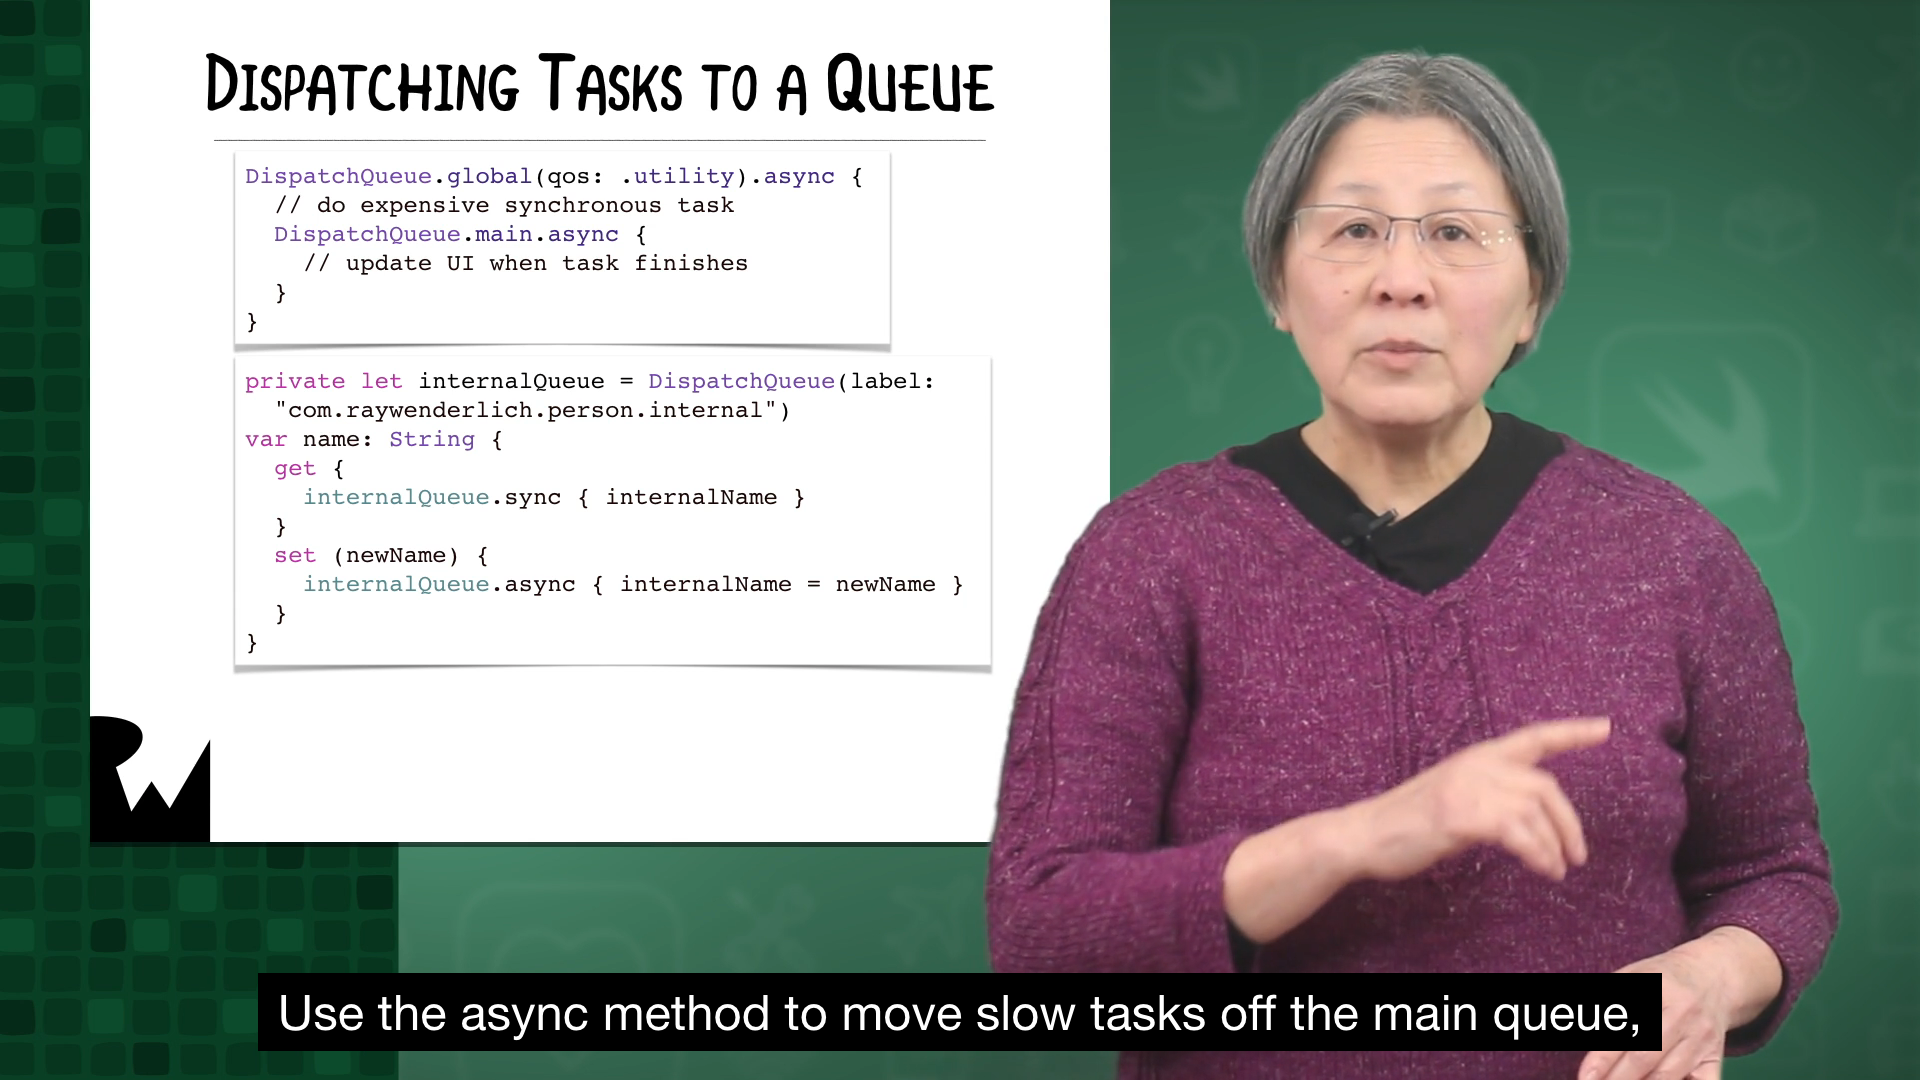 DISPATCHING TASKS TO A QUEUE
DispatchQueue.global(qos: .utility).async {
  // do expensive synchronous task
  DispatchQueue.main.async {
    // update UI when task finishes
  }
}
private let internalQueue = DispatchQueue(label:
  "com.raywenderlich.person.internal")
var name: String {
  get {
    internalQueue.sync { internalName }
  }
  set (newName) {
    internalQueue.async { internalName = newName }
  }
}
RW
Use the async method to move slow tasks off the main queue,